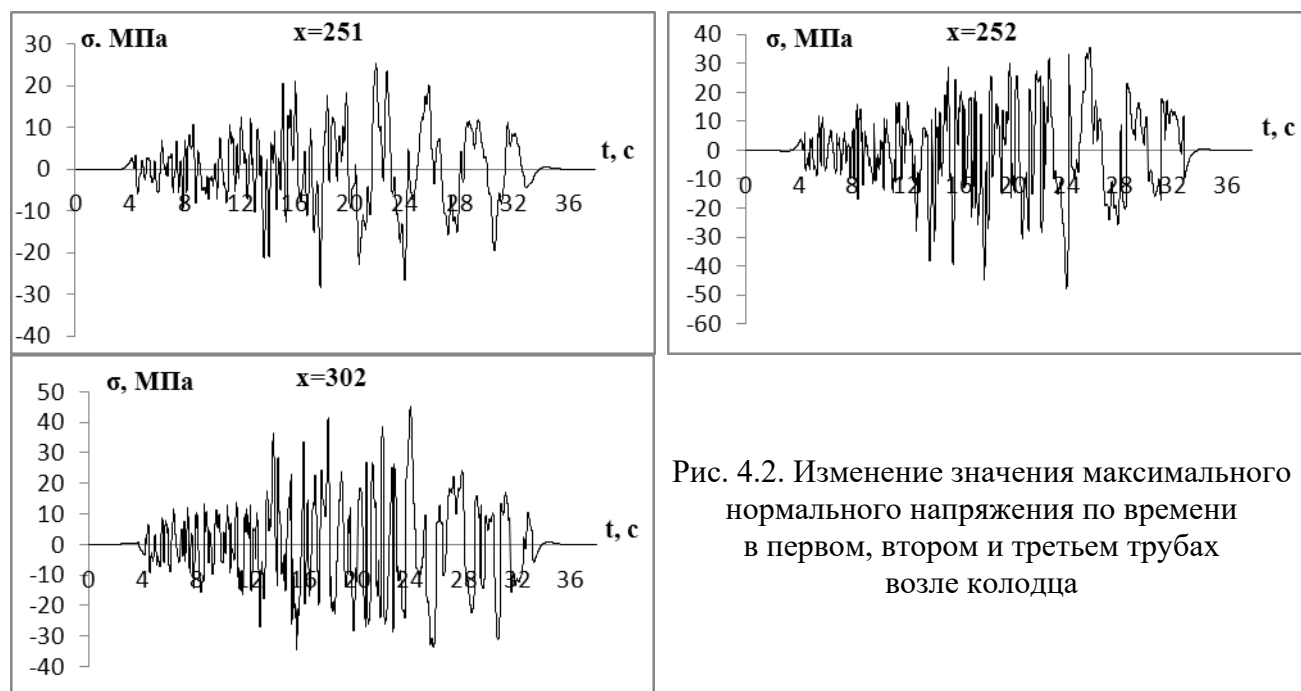 σ. МПа
x=251
30
20
10
0
-10
-20
-30
-40
0 4 8 12 16 20 24 28 32 36
t, c
σ, МПа
x=252
40
30
20
10
0
-10
-20
-30
-40
-50
-60
0 4 8 12 16 20 24 28 32 36
t, c
σ, МПа
x=302
50
40
30
20
10
0
-10
-20
-30
-40
0 4 8 12 16 20 24 28 32 36
t, c
Рис. 4.2. Изменение значения максимального
нормального напряжения по времени
в первом, втором и третьем трубах
возле колодца